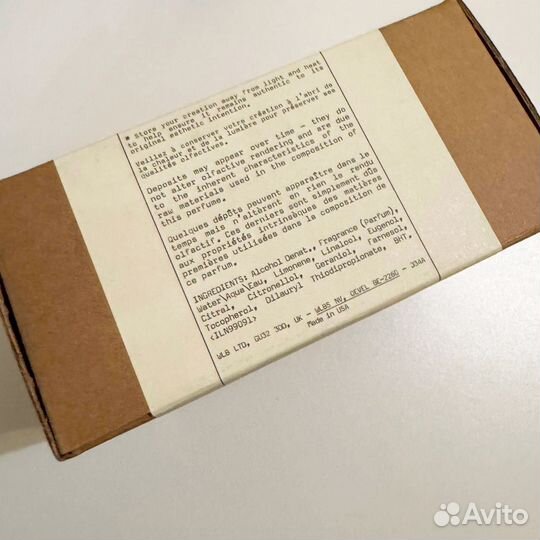 * Store your creation away from light and heat
to help ensure it remains authentic to its
original esthetic intention.
Veillez à conserver votre création à l'abri de
la chaleur et de la lumière pour préserver ses
qualités olfactives.
Deposits may appear over time – they do
not alter olfactive rendering and are due
to the inherent characteristics of the
raw materials used in the composition of
this perfume.
Quelques dépôts peuvent apparaître dans le
temps mais n'altèrent en rien le rendu
olfactif. Ces derniers sont simplement dûs
aux propriétés intrinsèques des matières
premières utilisées dans la composition de
ce parfum.
INGREDIENTS: Alcohol Denat., Fragrance (Parfum),
Water\Aqua\Eau, Limonene, Linalool, Eugenol,
Citral, Citronellol, Geraniol, Farnesol,
Tocopherol, Dilauryl Thiodipropionate, BHT.
<ILN99091>
WLB LTD, GU32 3QQ, UK – WLBS NV, OEVEL BE-2260 - 334A
Made in USA
Avito